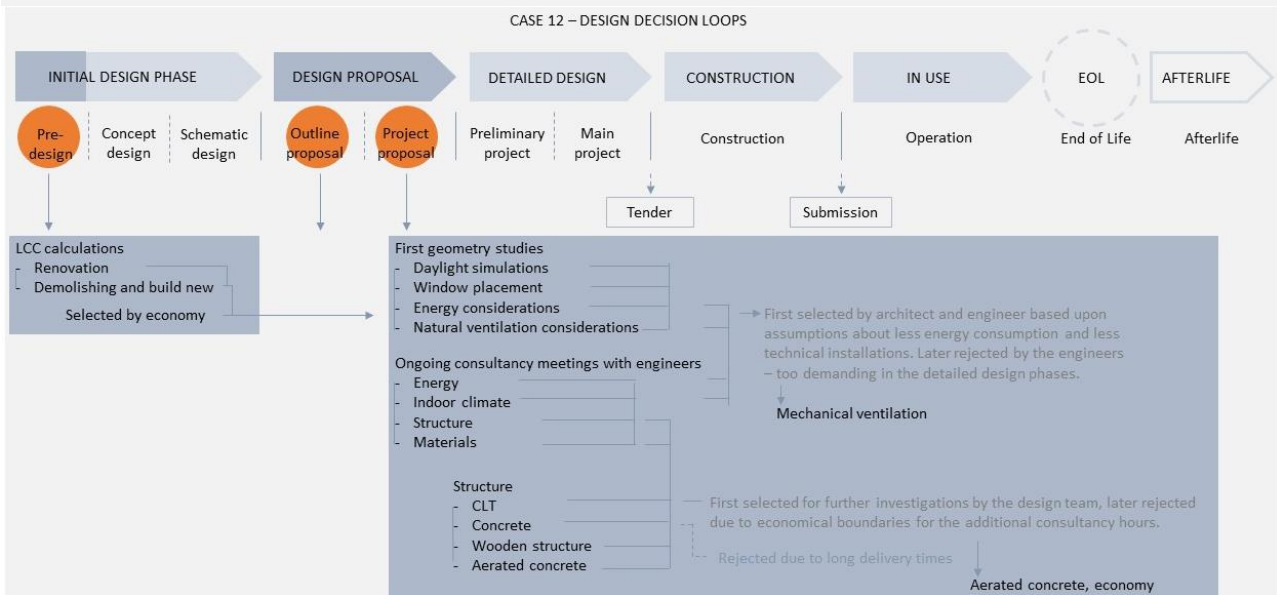 CASE 12 – DESIGN DECISION LOOPS
INITIAL DESIGN PHASE
DESIGN PROPOSAL
DETAILED DESIGN
CONSTRUCTION
IN USE
EOL
AFTERLIFE
Pre-
design
Concept
design
Schematic
design
Outline
proposal
Project
proposal
Preliminary
project
Main
project
Construction
Operation
End of Life
Afterlife
Tender
Submission
LCC calculations
- Renovation
- Demolishing and build new
Selected by economy
First geometry studies
- Daylight simulations
- Window placement
- Energy considerations
- Natural ventilation considerations
First selected by architect and engineer based upon
assumptions about less energy consumption and less
technical installations. Later rejected by the engineers
– too demanding in the detailed design phases.
Mechanical ventilation
Ongoing consultancy meetings with engineers
- Energy
- Indoor climate
- Structure
- Materials
Structure
- CLT
- Concrete
- Wooden structure
- Aerated concrete
First selected for further investigations by the design team, later rejected
due to economical boundaries for the additional consultancy hours.
Rejected due to long delivery times
Aerated concrete, economy